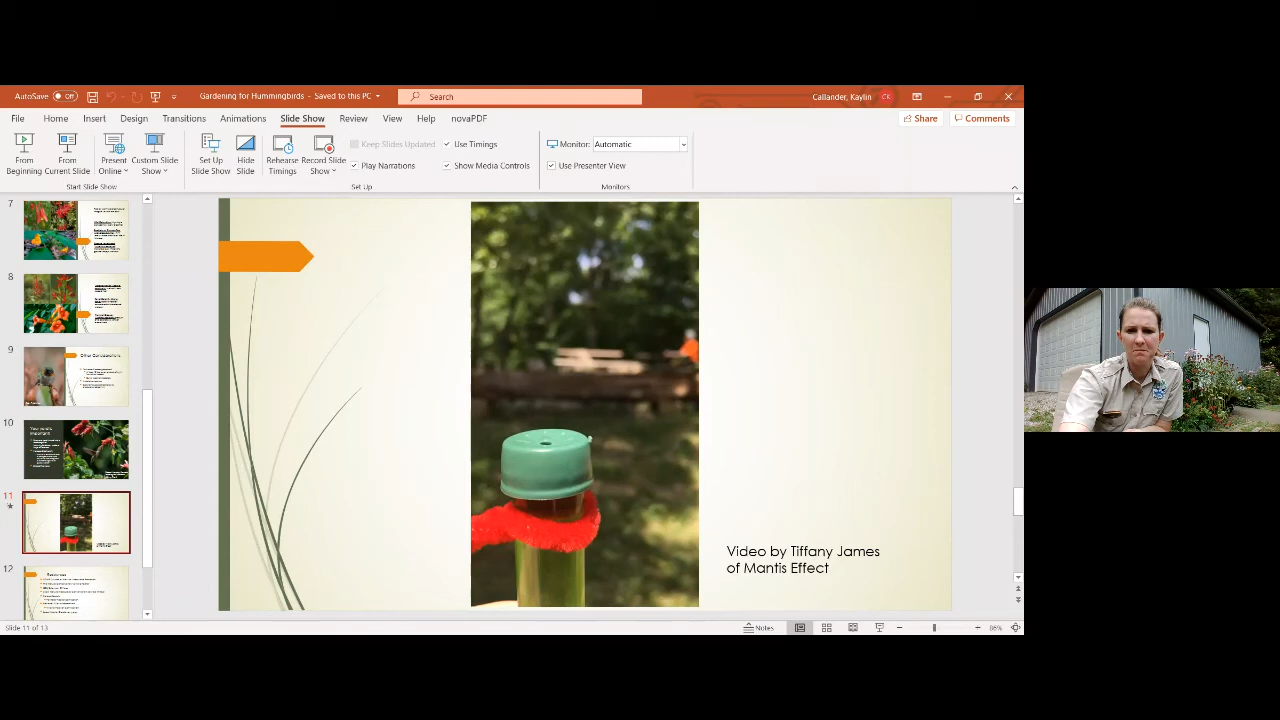 AutoSave Off Gardening for Hummingbirds - Saved to this PC Search Callander, Kaylin CK
File Home Insert Design Transitions Animations Slide Show Review View Help novaPDF Share Comments
From Beginning
From Current Slide
Present Online
Custom Slide Show
Set Up Slide Show
Hide Slide
Rehearse Timings
Record Slide Show
Keep Slides Updated
Play Narrations
Use Timings
Show Media Controls
Monitor: Automatic
Use Presenter View
Start Slide Show Set Up Monitors
7
8
9
Other Considerations
10
Your yard is
important!
11
12
Resources
Video by Tiffany James
of Mantis Effect
Slide 11 of 13 Notes 86%